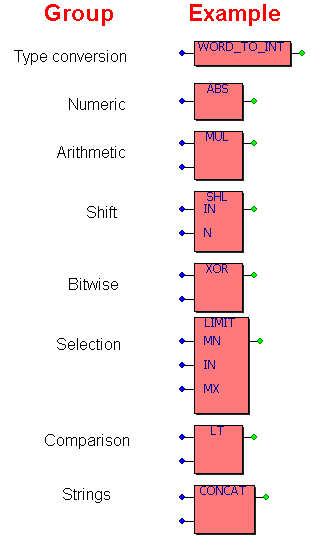 Group Example
Type conversion WORD_TO_INT
Numeric ABS
Arithmetic MUL
Shift SHL
IN
N
Bitwise XOR
LIMIT
Selection MN
IN
MX
Comparison LT
Strings CONCAT